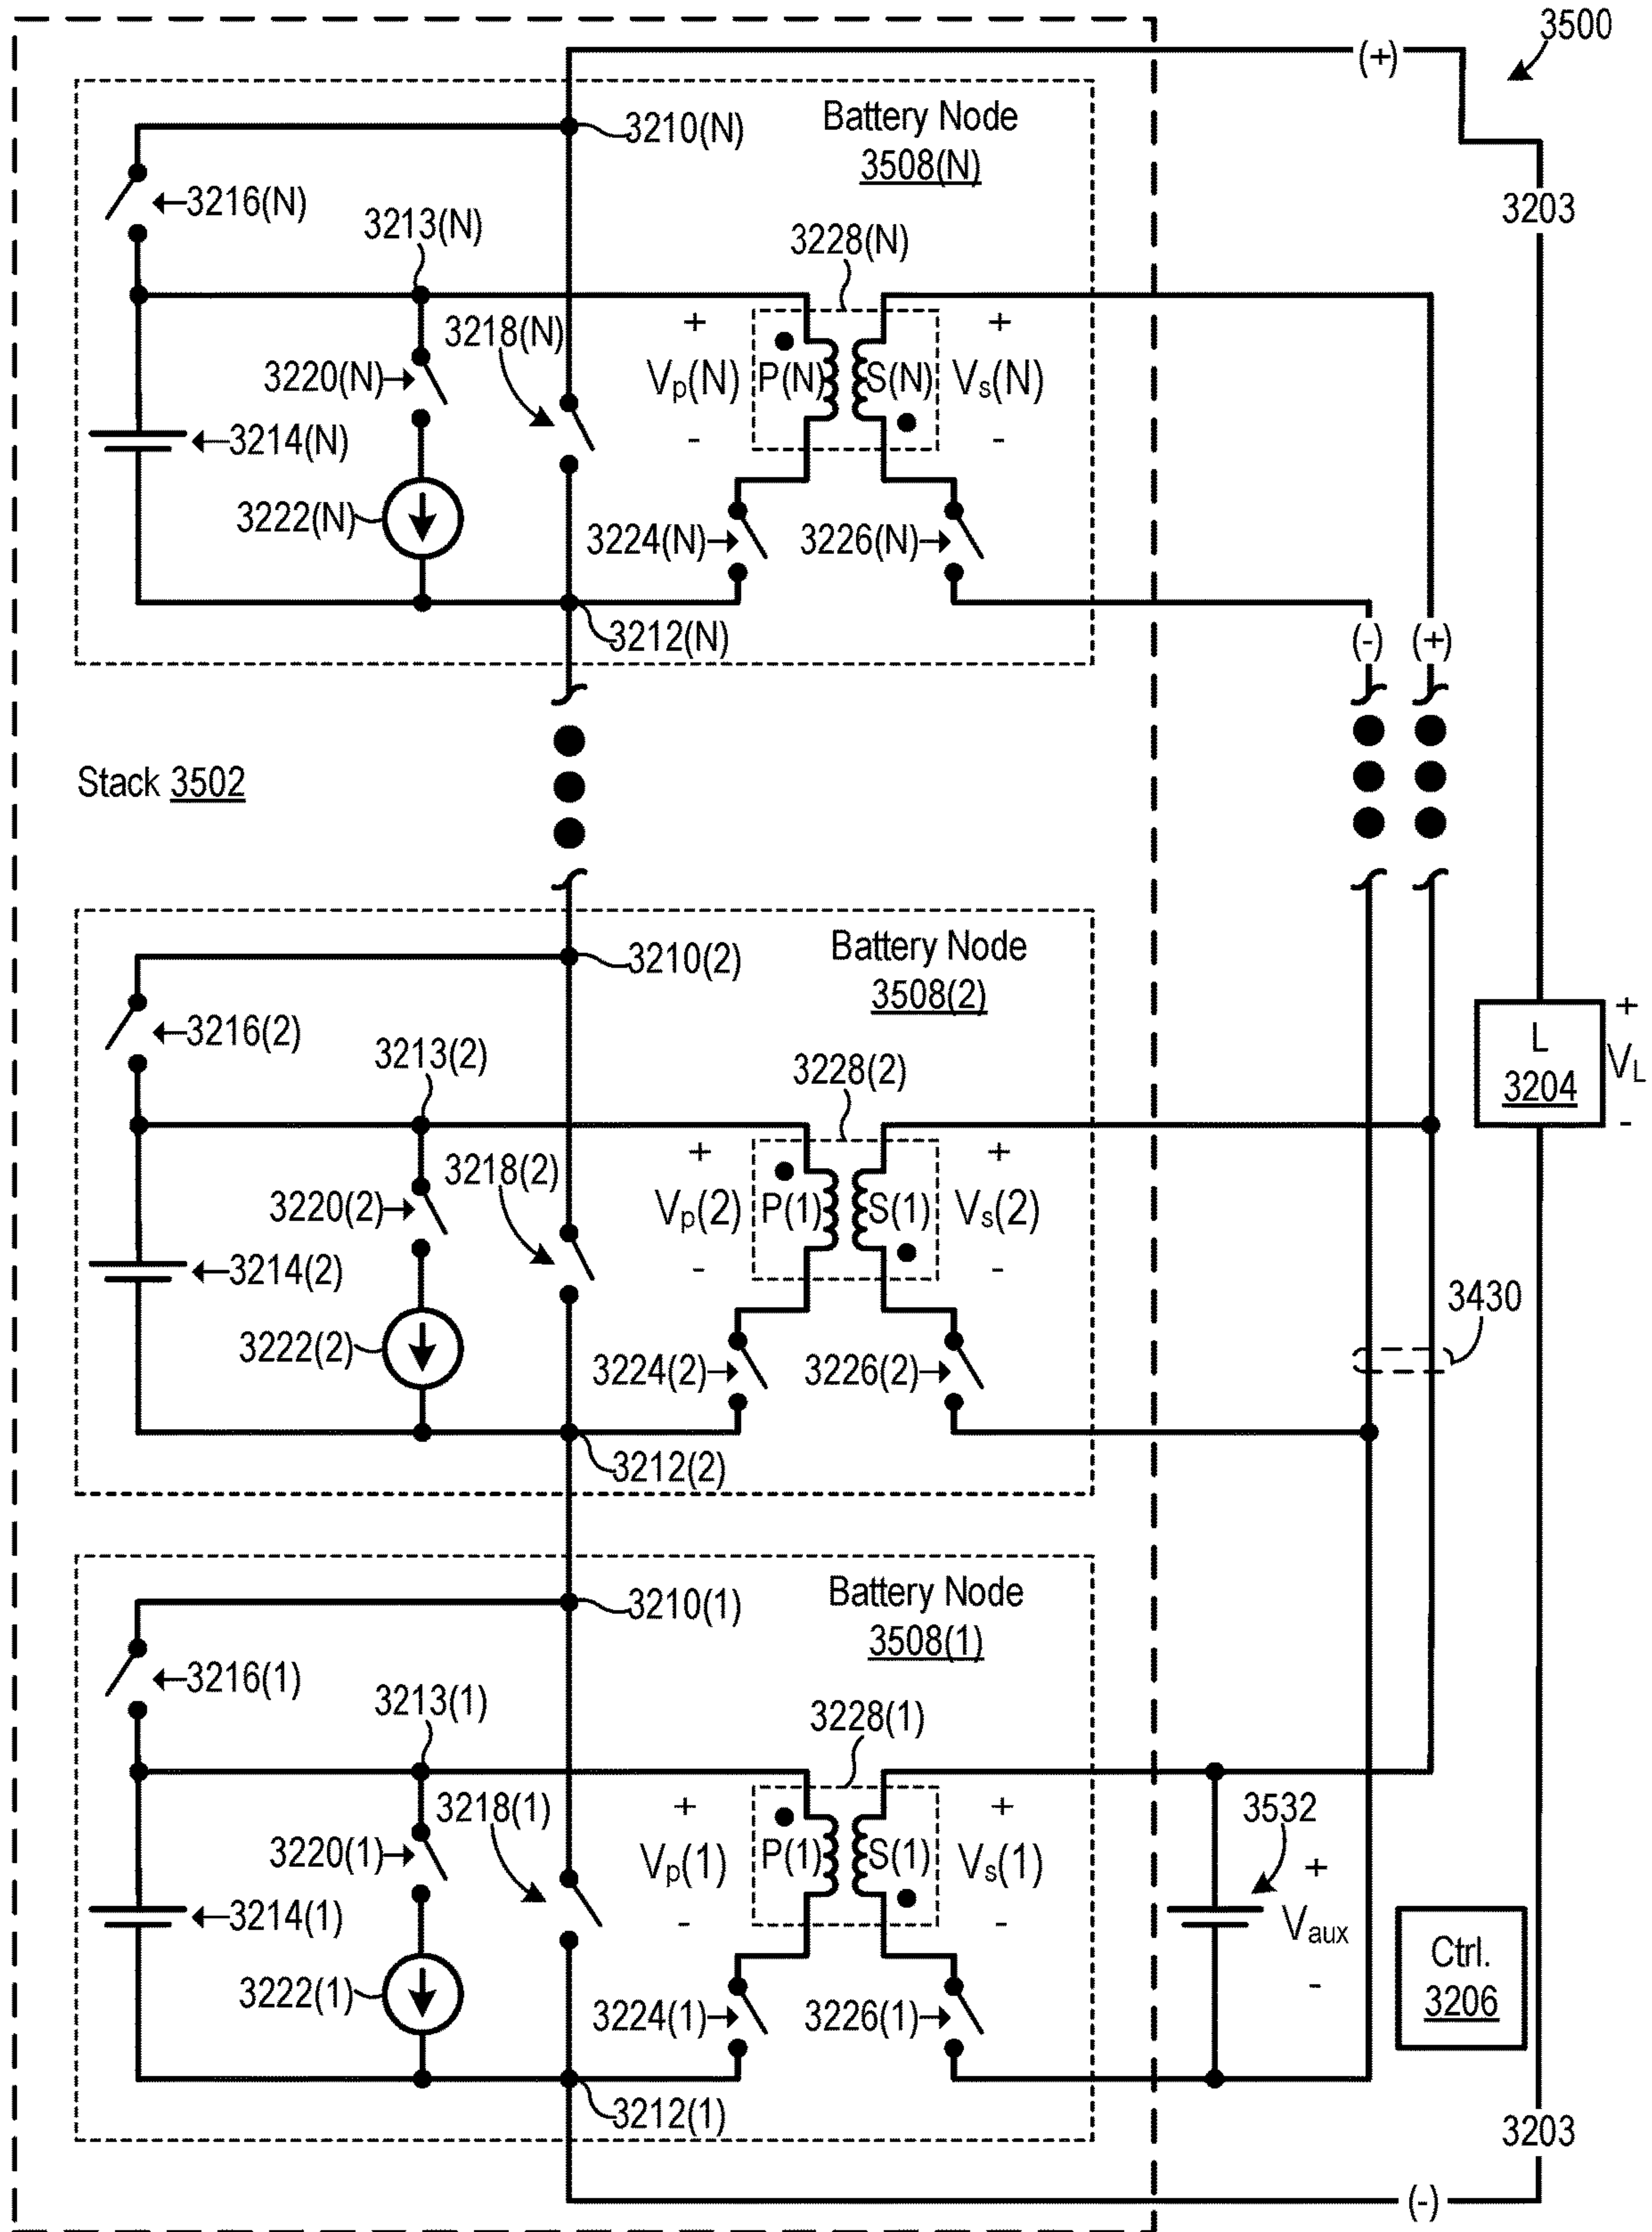 3500
(+)
3210(N)
Battery Node
3508(N)
3216(N)
3203
3213(N)
3228(N)
3218(N)
+
+
3220(N)
Vp(N)
P(N)
S(N)
Vs(N)
3214(N)
-
-
3222(N)
3224(N)
3226(N)
3212(N)
(-)
(+)
Stack 3502
3210(2)
Battery Node
3508(2)
3216(2)
3213(2)
3228(2)
+
L
3204
VL
-
3218(2)
+
+
3220(2)
Vp(2)
P(1)
S(1)
Vs(2)
3214(2)
-
-
3430
3222(2)
3224(2)
3226(2)
3212(2)
3210(1)
Battery Node
3508(1)
3216(1)
3213(1)
3228(1)
3218(1)
+
+
3532
3220(1)
Vp(1)
P(1)
S(1)
Vs(1)
+
3214(1)
-
-
Vaux
-
Ctrl.
3206
3222(1)
3224(1)
3226(1)
3212(1)
3203
(-)